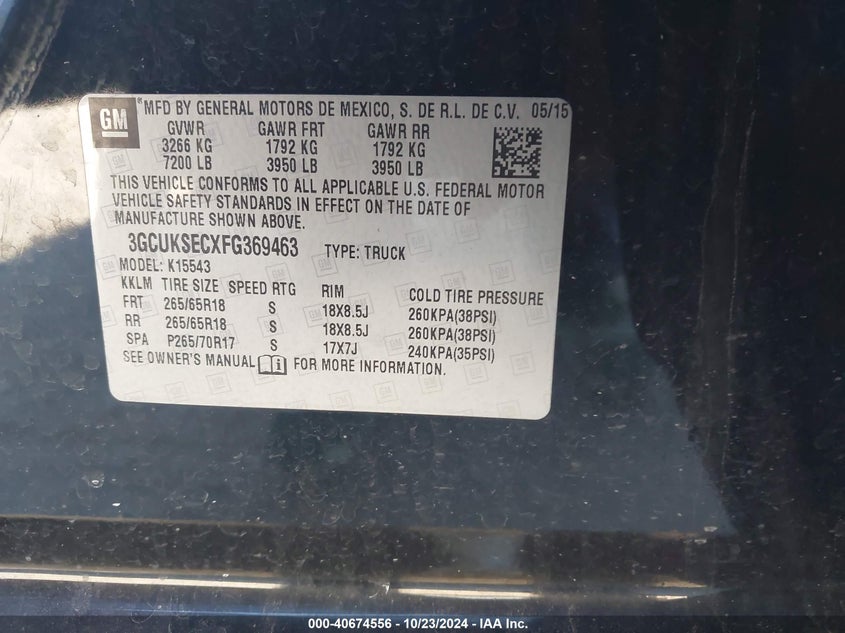 GM
®MFD BY GENERAL MOTORS DE MEXICO, S. DE R.L. DE C.V. 05/15
GVWR GAWR FRT GAWR RR
3266 KG 1792 KG 1792 KG
7200 LB 3950 LB 3950 LB
THIS VEHICLE CONFORMS TO ALL APPLICABLE U.S. FEDERAL MOTOR
VEHICLE SAFETY STANDARDS IN EFFECT ON THE DATE OF
MANUFACTURE SHOWN ABOVE.
3GCUKSECXFG369463 TYPE: TRUCK
MODEL: K15543
KKLM TIRE SIZE SPEED RTG RIM COLD TIRE PRESSURE
FRT 265/65R18 S 18X8.5J 260KPA(38PSI)
RR 265/65R18 S 18X8.5J 260KPA(38PSI)
SPA P265/70R17 S 17X7J 240KPA(35PSI)
SEE OWNER'S MANUAL FOR MORE INFORMATION.
000-40674556 - 10/23/2024 - IAA Inc.